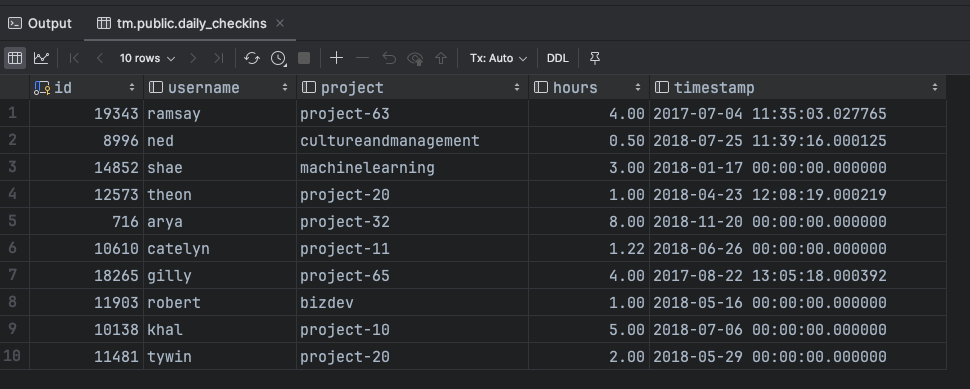 Output tm.public.daily_checkins
10 rows Tx: Auto DDL
id username project hours timestamp
1 19343 ramsay project-63 4.00 2017-07-04 11:35:03.027765
2 8996 ned cultureandmanagement 0.50 2018-07-25 11:39:16.000125
3 14852 shae machinelearning 3.00 2018-01-17 00:00:00.000000
4 12573 theon project-20 1.00 2018-04-23 12:08:19.000219
5 716 arya project-32 8.00 2018-11-20 00:00:00.000000
6 10610 catelyn project-11 1.22 2018-06-26 00:00:00.000000
7 18265 gilly project-65 4.00 2017-08-22 13:05:18.000392
8 11903 robert bizdev 1.00 2018-05-16 00:00:00.000000
9 10138 khal project-10 5.00 2018-07-06 00:00:00.000000
10 11481 tywin project-20 2.00 2018-05-29 00:00:00.000000